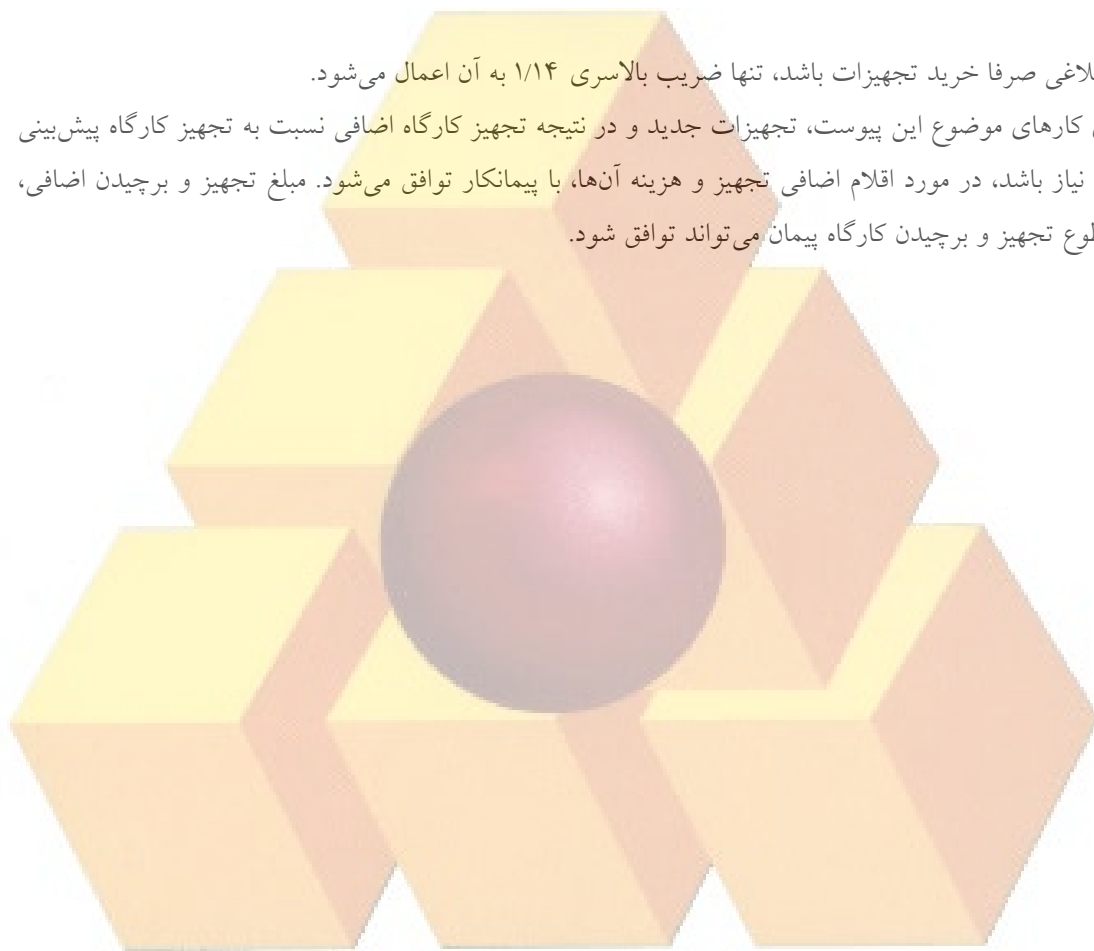 لاغی صرفا خرید تجهیزات باشد، تنها ضریب بالاسری ۱/۱۴ به آن اعمال می‌شود.
کارهای موضوع این پیوست، تجهیزات جدید و در نتیجه تجهیز کارگاه اضافی نسبت به تجهیز کارگاه پیش‌بینی
نیاز باشد، در مورد اقلام اضافی تجهیز و هزینه آن‌ها، با پیمانکار توافق می‌شود. مبلغ تجهیز و برچیدن اضافی،
طوع تجهیز و برچیدن کارگاه پیمان می‌تواند توافق شود.